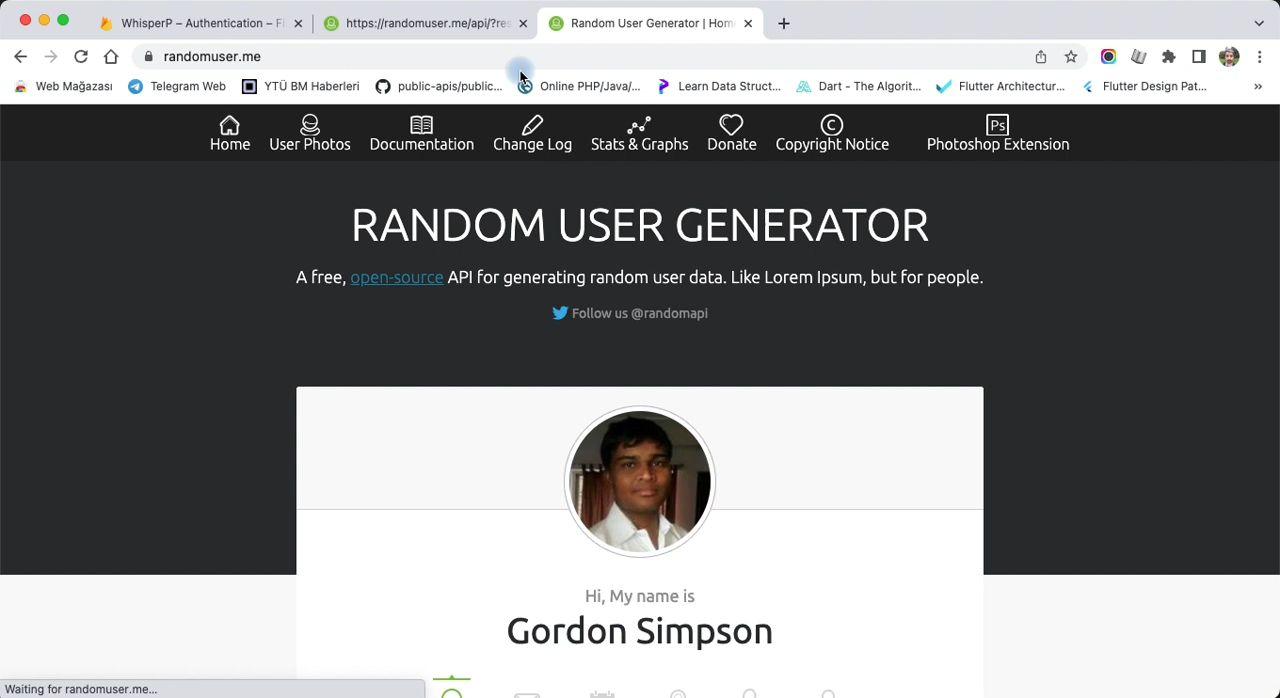 WhisperP – Authentication – Fi
https://randomuser.me/api/?res
Random User Generator | Hom
randomuser.me
Web Mağazası
Telegram Web
YTÜ BM Haberleri
public-apis/public...
Online PHP/Java/...
Learn Data Struct...
Dart - The Algorit...
Flutter Architectur...
Flutter Design Pat...
»
Home
User Photos
Documentation
Change Log
Stats & Graphs
Donate
Copyright Notice
Ps
Photoshop Extension
RANDOM USER GENERATOR
A free, open-source API for generating random user data. Like Lorem Ipsum, but for people.
Follow us @randomapi
Hi, My name is
Gordon Simpson
Waiting for randomuser.me...